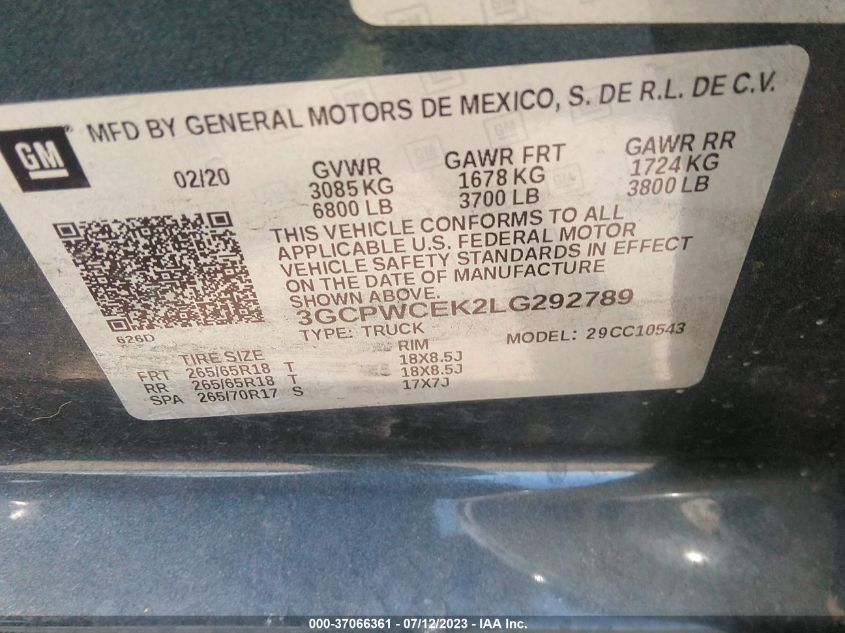 MFD BY GENERAL MOTORS DE MEXICO, S. DE R.L. DE C.V.
GM
02/20
GVWR GAWR FRT GAWR RR
3085 KG 1678 KG 1724 KG
6800 LB 3700 LB 3800 LB
THIS VEHICLE CONFORMS TO ALL
APPLICABLE U.S. FEDERAL MOTOR
VEHICLE SAFETY STANDARDS IN EFFECT
ON THE DATE OF MANUFACTURE
SHOWN ABOVE.
3GCPWCEK2LG292789
626D
TYPE: TRUCK MODEL: 29CC10543
TIRE SIZE RIM
FRT 265/65R18 T 18X8.5J
RR 265/65R18 T 18X8.5J
SPA 265/70R17 S 17X7J
000-37066361 - 07/12/2023 - IAA Inc.